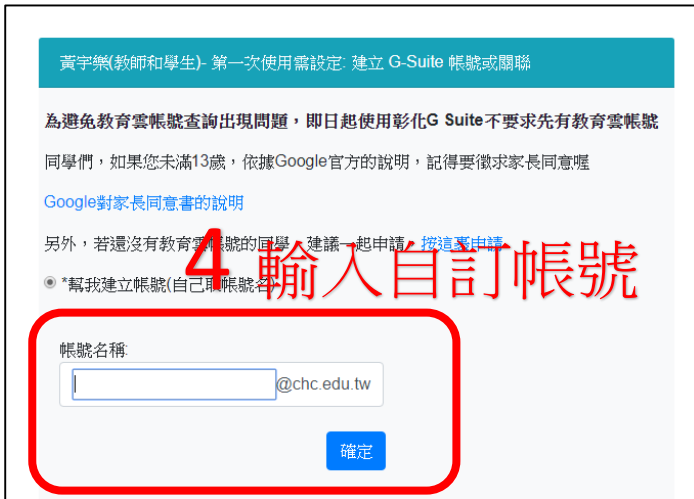 黃宇樂(教師和學生)- 第一次使用需設定: 建立 G-Suite 帳號或關聯
為避免教育雲帳號查詢出現問題，即日起使用彰化G Suite不要求先有教育雲帳號
同學們，如果您未滿13歲，依據Google官方的說明，記得要徵求家長同意喔
Google對家長同意書的說明
另外，若還沒有教育雲帳號的同學，建議一起申請，按這裏申請
4 輸入自訂帳號
*幫我建立帳號(自己取帳號名)
帳號名稱:
@chc.edu.tw
確定